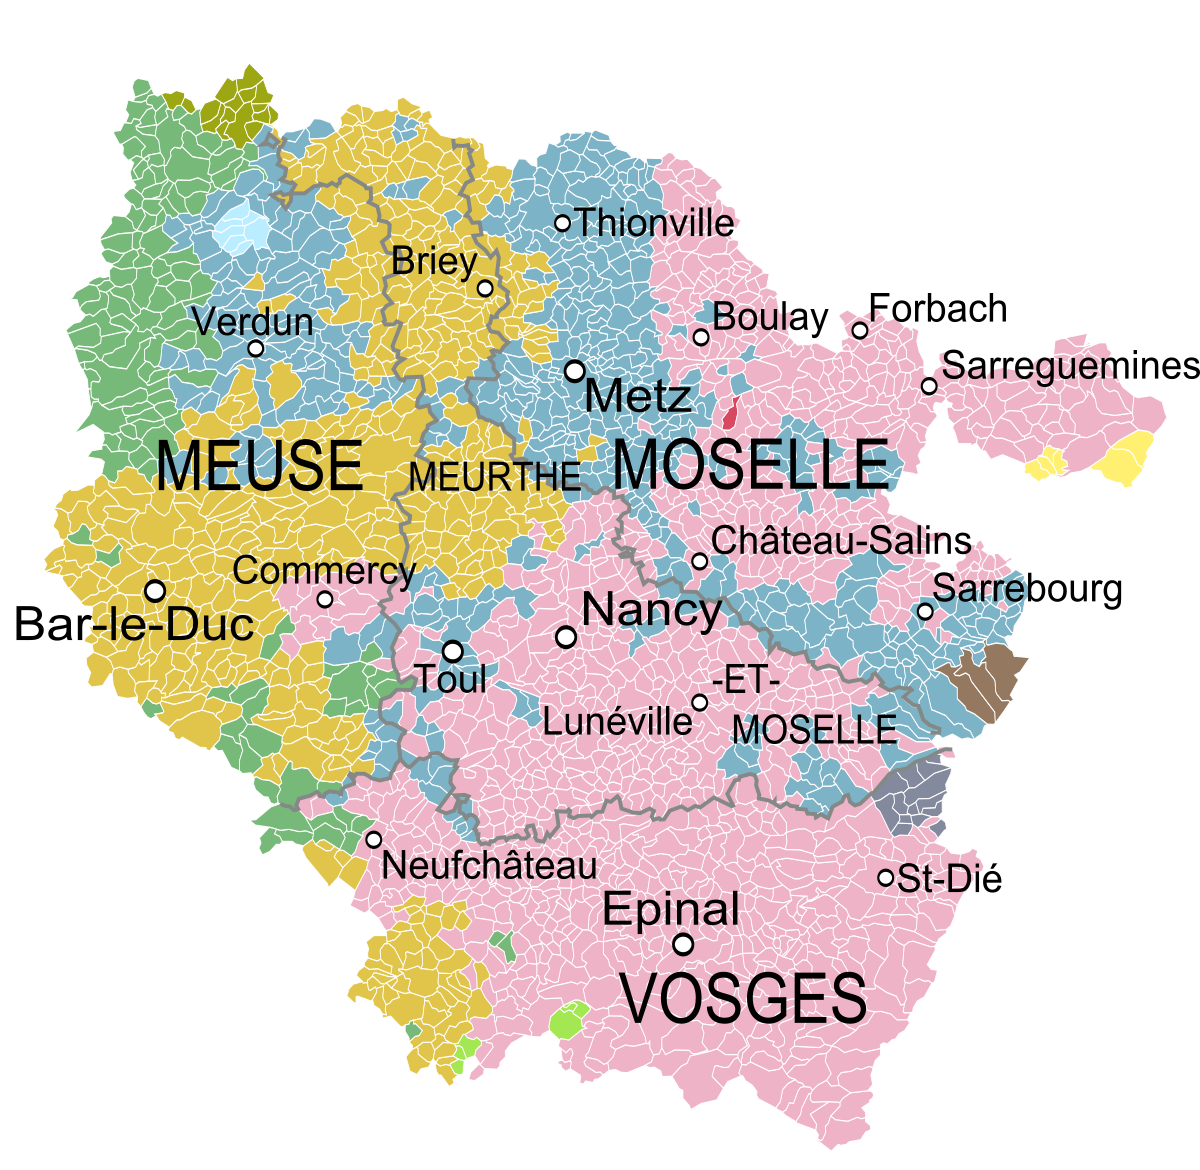 Thionville
Briey
Forbach
Boulay
Verdun
Sarreguemines
Metz
MEUSE
MEURTHE
MOSELLE
Château-Salins
Commercy
Sarrebourg
Bar-le-Duc
Nancy
Toul
-ET-
Lunéville
MOSELLE
Neufchâteau
St-Dié
Epinal
VOSGES